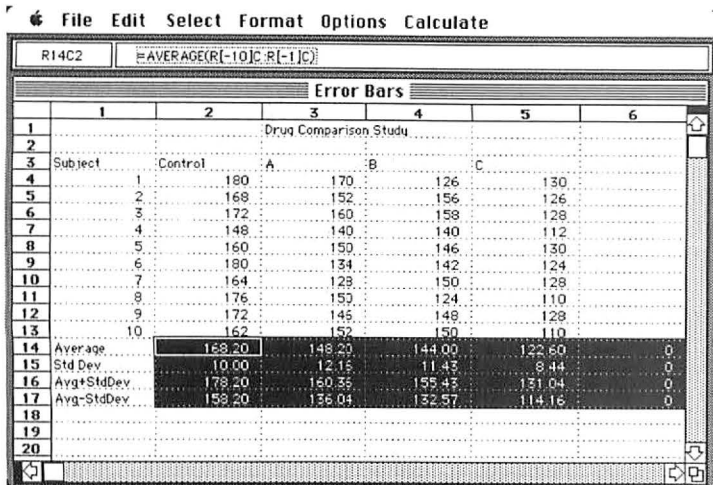 File Edit Select Format Options Calculate
R14C2 =AVERAGE(R[-10]C:R[-1]C)
Error Bars
1 2 3 4 5 6
1 Drug Comparison Study
2
3 Subject Control A B C
4 1 180 170 126 130
5 2 168 152 156 126
6 3 172 160 158 128
7 4 148 140 140 112
8 5 160 150 146 130
9 6 180 134 142 124
10 7 164 128 150 128
11 8 176 150 124 110
12 9 172 146 148 128
13 10 162 152 150 110
14 Average 168.20 148.20 144.00 122.60 0
15 Std Dev 10.00 12.16 11.43 8.44 0
16 Avg+StdDev 178.20 160.36 155.43 131.04 0
17 Avg-StdDev 158.20 136.04 132.57 114.16 0
18
19
20